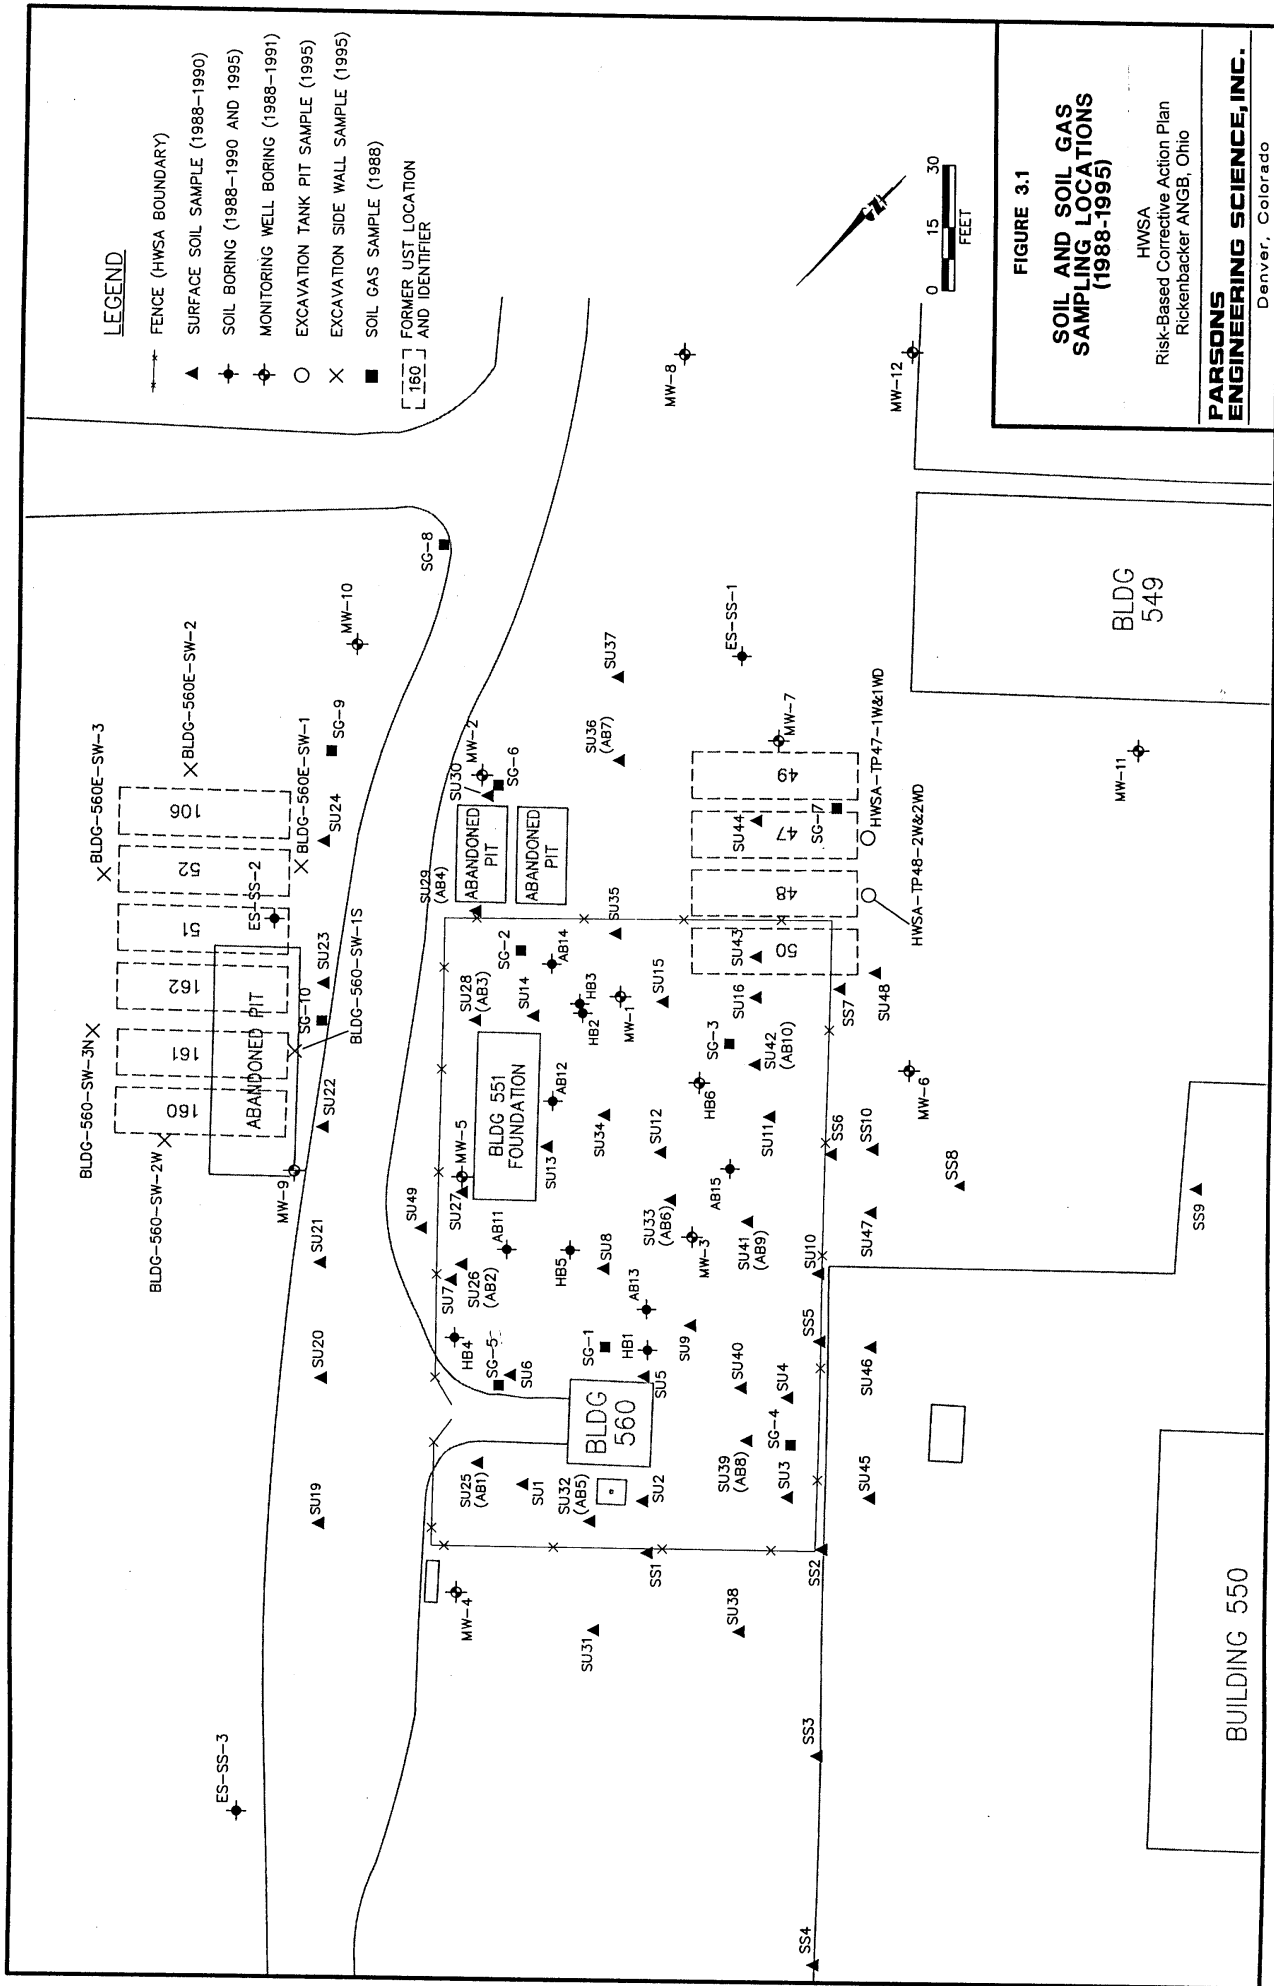 LEGEND
FENCE (HWSA BOUNDARY)
SURFACE SOIL SAMPLE (1988-1990)
SOIL BORING (1988-1990 AND 1995)
MONITORING WELL BORING (1988-1991)
EXCAVATION TANK PIT SAMPLE (1995)
EXCAVATION SIDE WALL SAMPLE (1995)
SOIL GAS SAMPLE (1988)
160
FORMER UST LOCATION
AND IDENTIFIER
BLDG-560-SW-3N
BLDG-560E-SW-3
BLDG-560-SW-2W
BLDG-560E-SW-2
160
161
162
51
52
106
ABANDONED PIT
ES-SS-2
BLDG-560E-SW-1
BLDG-560-SW-1S
SG-10
SG-9
MW-10
MW-9
ES-SS-3
SU19
SU20
SU21
SU22
SU23
SU24
SG-8
SU49
MW-4
SU25
(AB1)
HB4
SU7
SU26
(AB2)
SU27
MW-5
SU28
(AB3)
SU29
(AB4)
SU30
MW-2
SG-6
ABANDONED
PIT
ABANDONED
PIT
SU1
SG-5
SU6
AB11
BLDG 551
FOUNDATION
SU14
SG-2
AB14
SU31
SU32
(AB5)
BLDG
560
SG-1
HB5
SU8
SU13
AB12
SU34
HB2
HB3
MW-1
SU35
SU36
(AB7)
SU37
MW-8
SS1
SU2
SU5
HB1
AB13
SU9
SU33
(AB6)
MW-3
SU12
HB6
SU15
SG-3
SU38
SU39
(AB8)
SU40
SU41
(AB9)
AB15
SU11
SU42
(AB10)
SU16
SU43
50
48
SU44
47
49
SG-7
MW-7
ES-SS-1
SU3
SG-4
SU4
SS4
SS3
SS2
SS5
SU10
SS6
SS7
SU45
SU46
SU47
SS10
SU48
MW-6
HWSA-TP48-2W&2WD
HWSA-TP47-1W&1WD
MW-12
SS8
SS9
MW-11
BUILDING 550
BLDG
549
N
0
15
30
FEET
FIGURE 3.1
SOIL AND SOIL GAS
SAMPLING LOCATIONS
(1988-1995)
HWSA
Risk-Based Corrective Action Plan
Rickenbacker ANGB, Ohio
PARSONS
ENGINEERING SCIENCE, INC.
Denver, Colorado